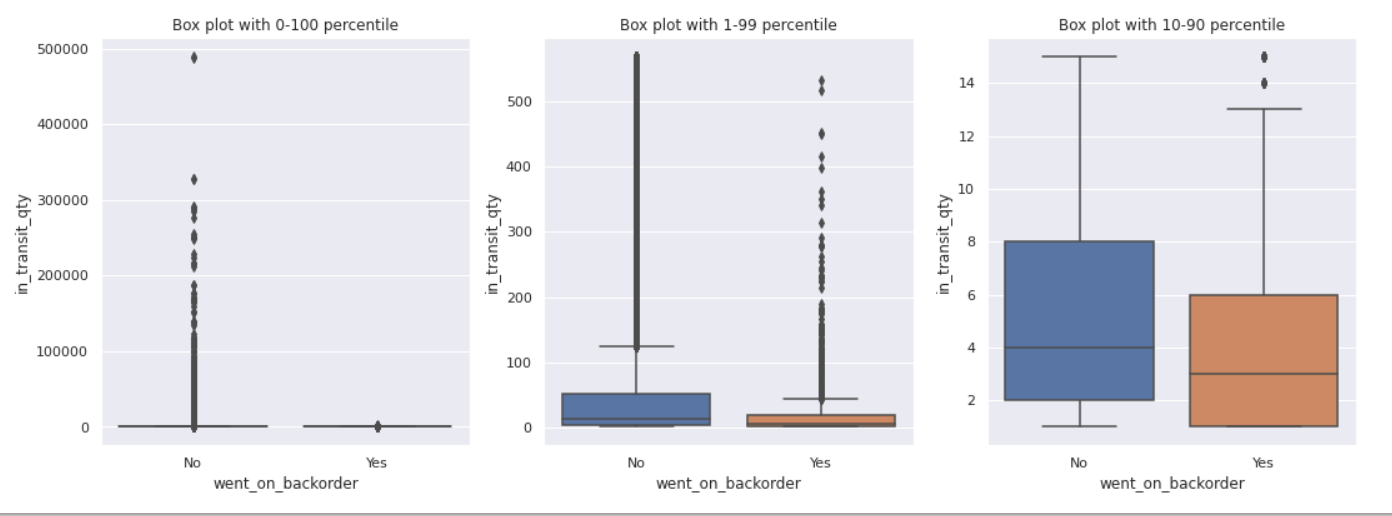 Box plot with 0-100 percentile
500000
400000
300000
200000
100000
0
in_transit_qty
No
Yes
went_on_backorder
Box plot with 1-99 percentile
500
400
300
200
100
0
in_transit_qty
No
Yes
went_on_backorder
Box plot with 10-90 percentile
14
12
10
8
6
4
2
in_transit_qty
No
Yes
went_on_backorder